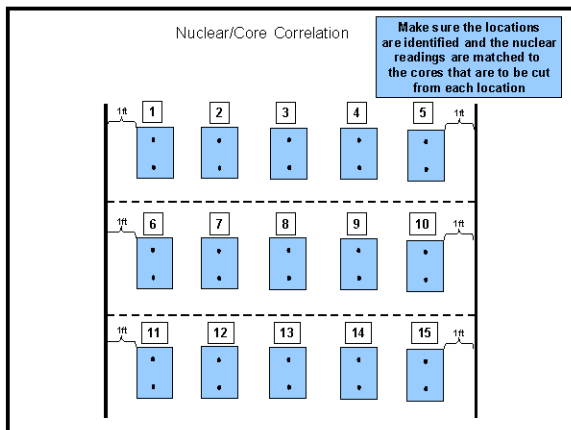 Nuclear/Core Correlation
Make sure the locations
are identified and the nuclear
readings are matched to
the cores that are to be cut
from each location
1ft 1 2 3 4 5 1ft
1ft 6 7 8 9 10 1ft
1ft 11 12 13 14 15 1ft